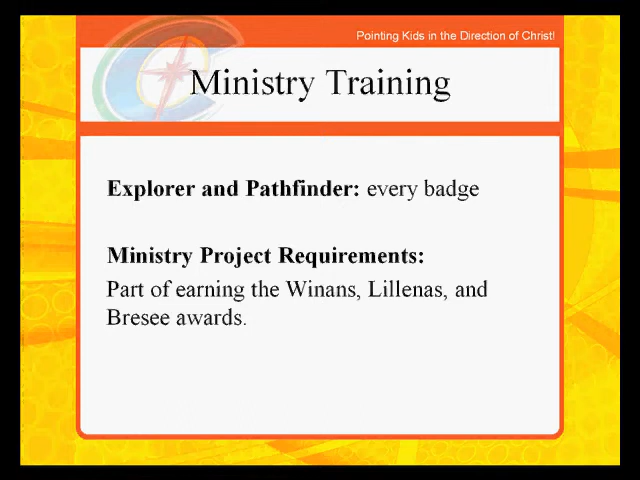 Pointing Kids in the Direction of Christ!
Ministry Training
Explorer and Pathfinder: every badge
Ministry Project Requirements:
Part of earning the Winans, Lillenas, and
Bresee awards.